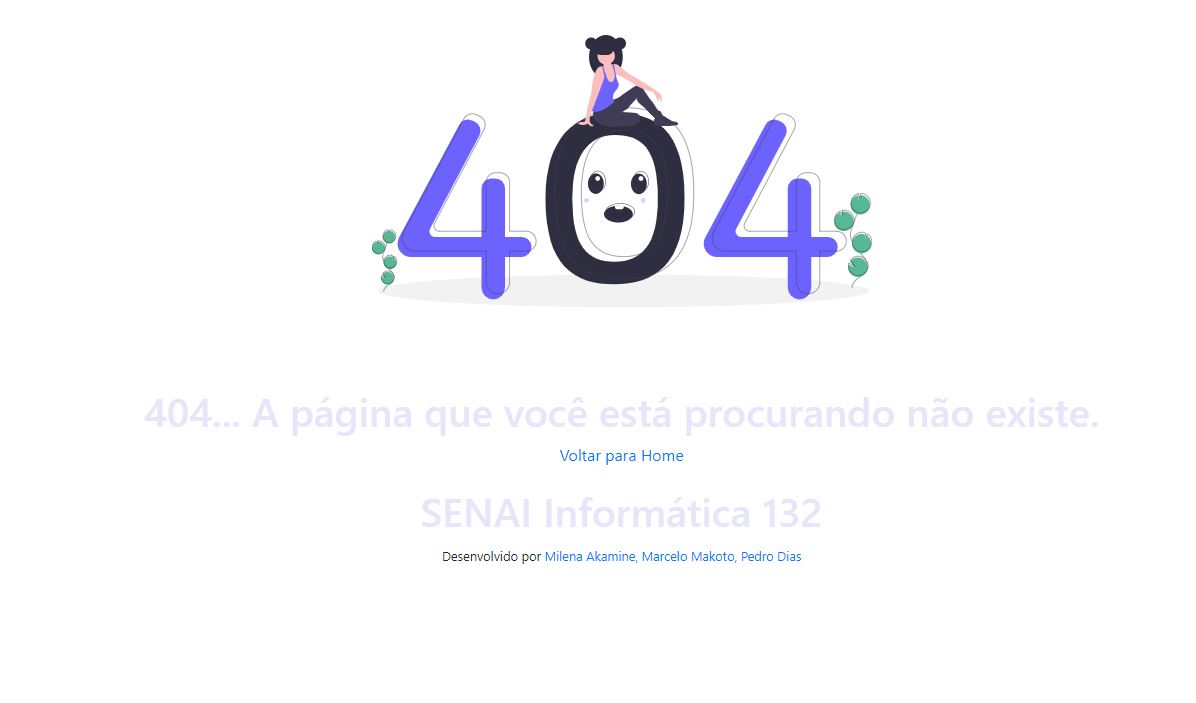 404
404... A página que você está procurando não existe.
Voltar para Home
SENAI Informática 132
Desenvolvido por Milena Akamine, Marcelo Makoto, Pedro Dias